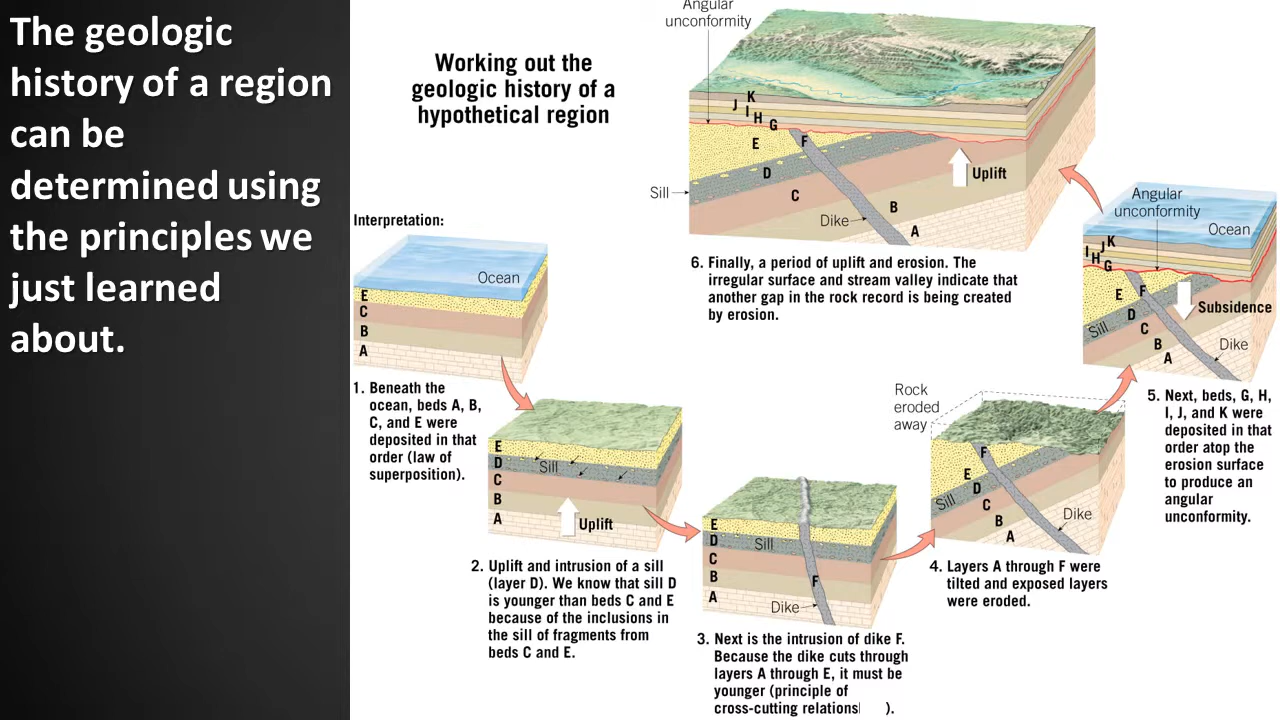 The geologic
history of a region
can be
determined using
the principles we
just learned
about.
Working out the
geologic history of a
hypothetical region
Interpretation:
Ocean
E
C
B
A
1. Beneath the
ocean, beds A, B,
C, and E were
deposited in that
order (law of
superposition).
E
D
Sill
C
B
A
Uplift
2. Uplift and intrusion of a sill
(layer D). We know that sill D
is younger than beds C and E
because of the inclusions in
the sill of fragments from
beds C and E.
E
D
Sill
C
B
F
A
Dike
3. Next is the intrusion of dike F.
Because the dike cuts through
layers A through E, it must be
younger (principle of
cross-cutting relations ).
Rock
eroded
away
F
E
D
Sill
C
B
A
Dike
4. Layers A through F were
tilted and exposed layers
were eroded.
Angular
unconformity
Ocean
K
J
I
H
G
E
F
D
Subsidence
Sill
C
B
A
Dike
5. Next, beds, G, H,
I, J, and K were
deposited in that
order atop the
erosion surface
to produce an
angular
unconformity.
Angular
unconformity
K
J
I
H
G
E
F
D
Uplift
Sill
C
B
Dike
A
6. Finally, a period of uplift and erosion. The
irregular surface and stream valley indicate that
another gap in the rock record is being created
by erosion.